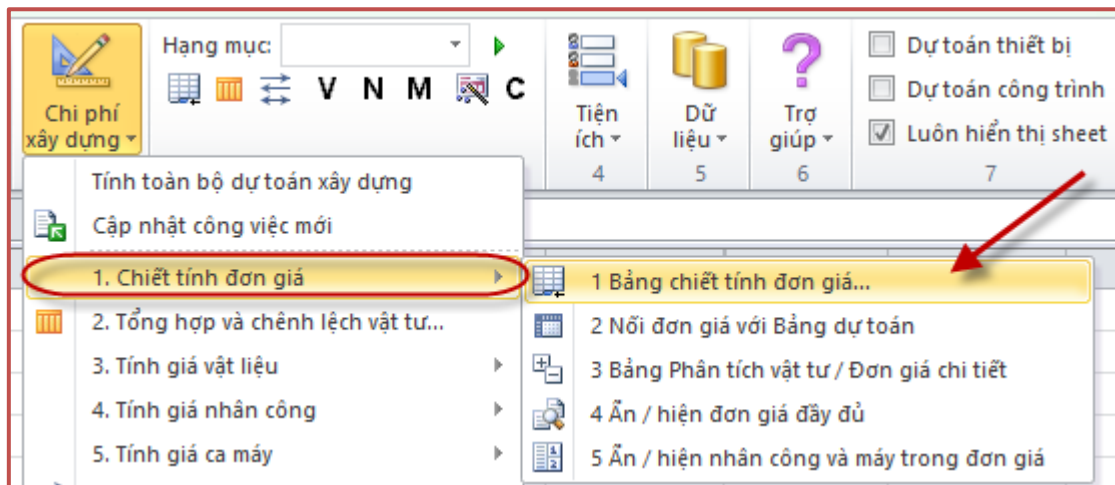 Hạng mục:
V N M C
Chi phí
xây dựng
Tiện
ích
Dữ
liệu
Trợ
giúp
Dự toán thiết bị
Dự toán công trình
Luôn hiển thị sheet
4
5
6
7
Tính toàn bộ dự toán xây dựng
Cập nhật công việc mới
1. Chiết tính đơn giá
2. Tổng hợp và chênh lệch vật tư...
3. Tính giá vật liệu
4. Tính giá nhân công
5. Tính giá ca máy
1 Bảng chiết tính đơn giá...
2 Nối đơn giá với Bảng dự toán
3 Bảng Phân tích vật tư / Đơn giá chi tiết
4 Ẩn / hiện đơn giá đầy đủ
5 Ẩn / hiện nhân công và máy trong đơn giá